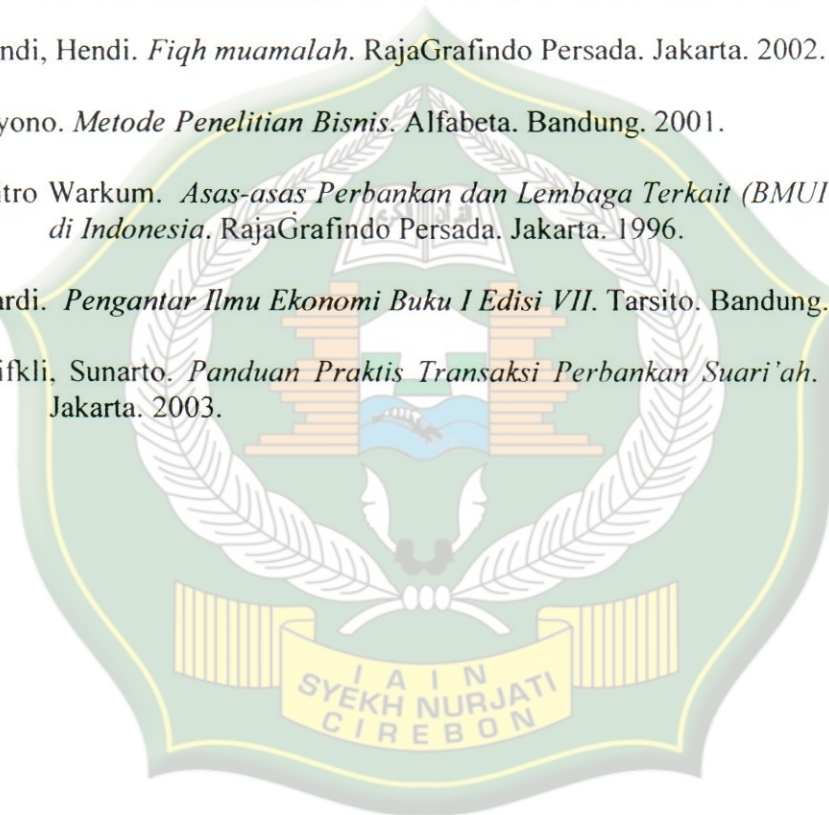 ndi, Hendi. Fiqh muamalah. RajaGrafindo Persada. Jakarta. 2002.
yono. Metode Penelitian Bisnis. Alfabeta. Bandung. 2001.
itro Warkum. Asas-asas Perbankan dan Lembaga Terkait (BMUI
di Indonesia. RajaGrafindo Persada. Jakarta. 1996.
ardi. Pengantar Ilmu Ekonomi Buku I Edisi VII. Tarsito. Bandung.
ifkli, Sunarto. Panduan Praktis Transaksi Perbankan Suari'ah.
Jakarta. 2003.
IAIN
SYEKH NURJATI
CIREBON